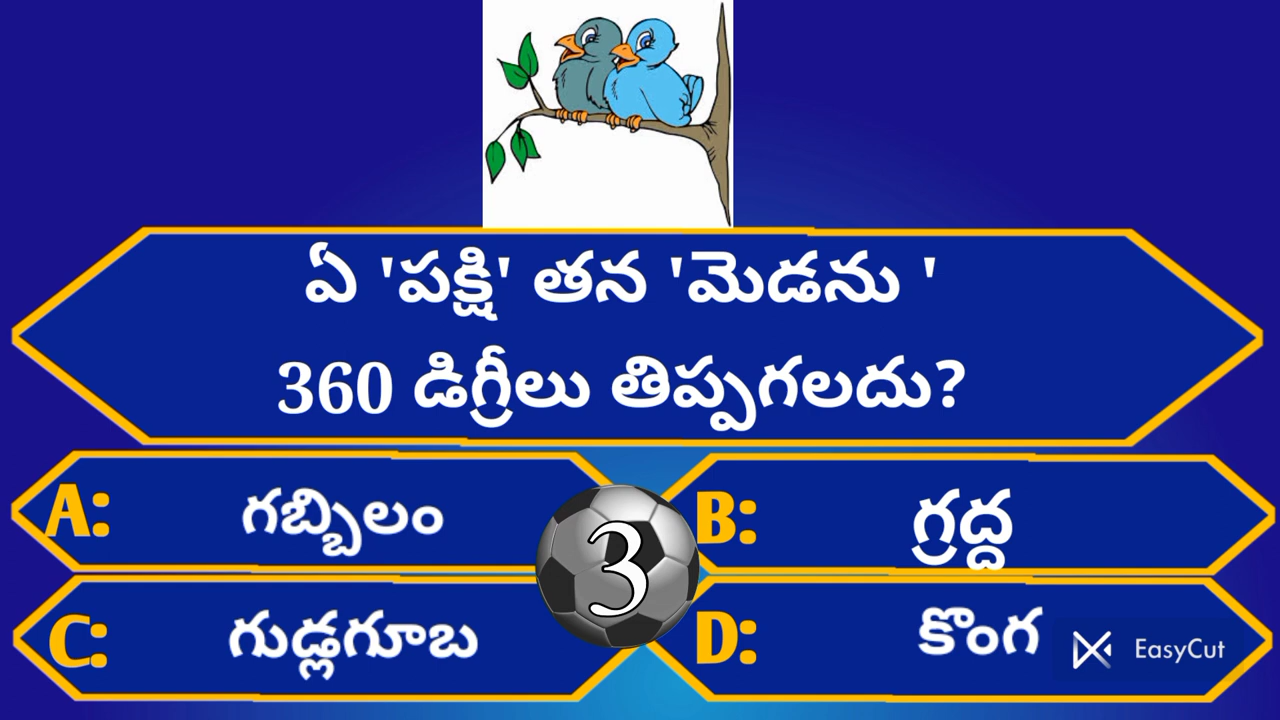 ఏ 'పక్షి' తన 'మెడను '
360 డిగ్రీలు తిప్పగలదు?
A: గబ్బిలం
B: గ్రద్ద
3
C: గుడ్లగూబ
D: కొంగ
EasyCut